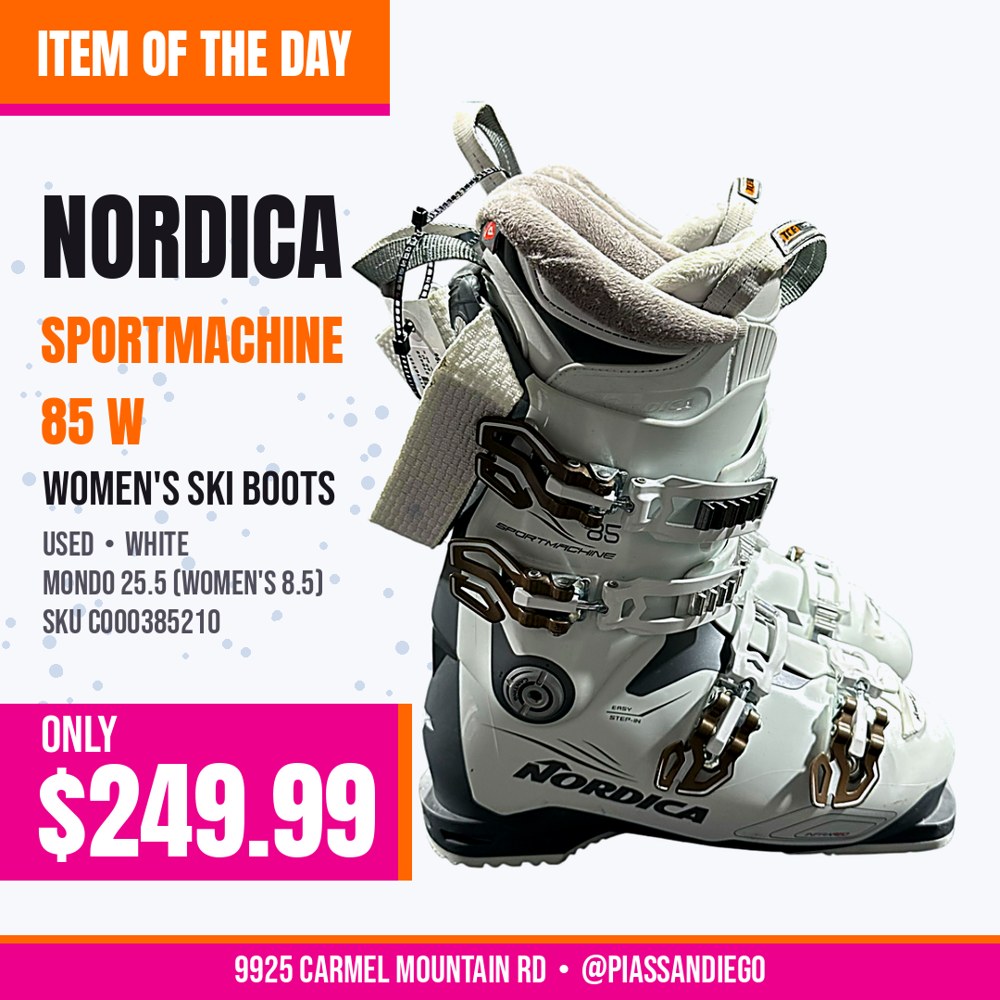 ITEM OF THE DAY
NORDICA
SPORTMACHINE
85 W
WOMEN'S SKI BOOTS
USED • WHITE
MONDO 25.5 (WOMEN'S 8.5)
SKU C000385210
ONLY
$249.99
85
SPORTMACHINE
EASY
STEP-IN
NORDICA
9925 CARMEL MOUNTAIN RD • @PIASSANDIEGO